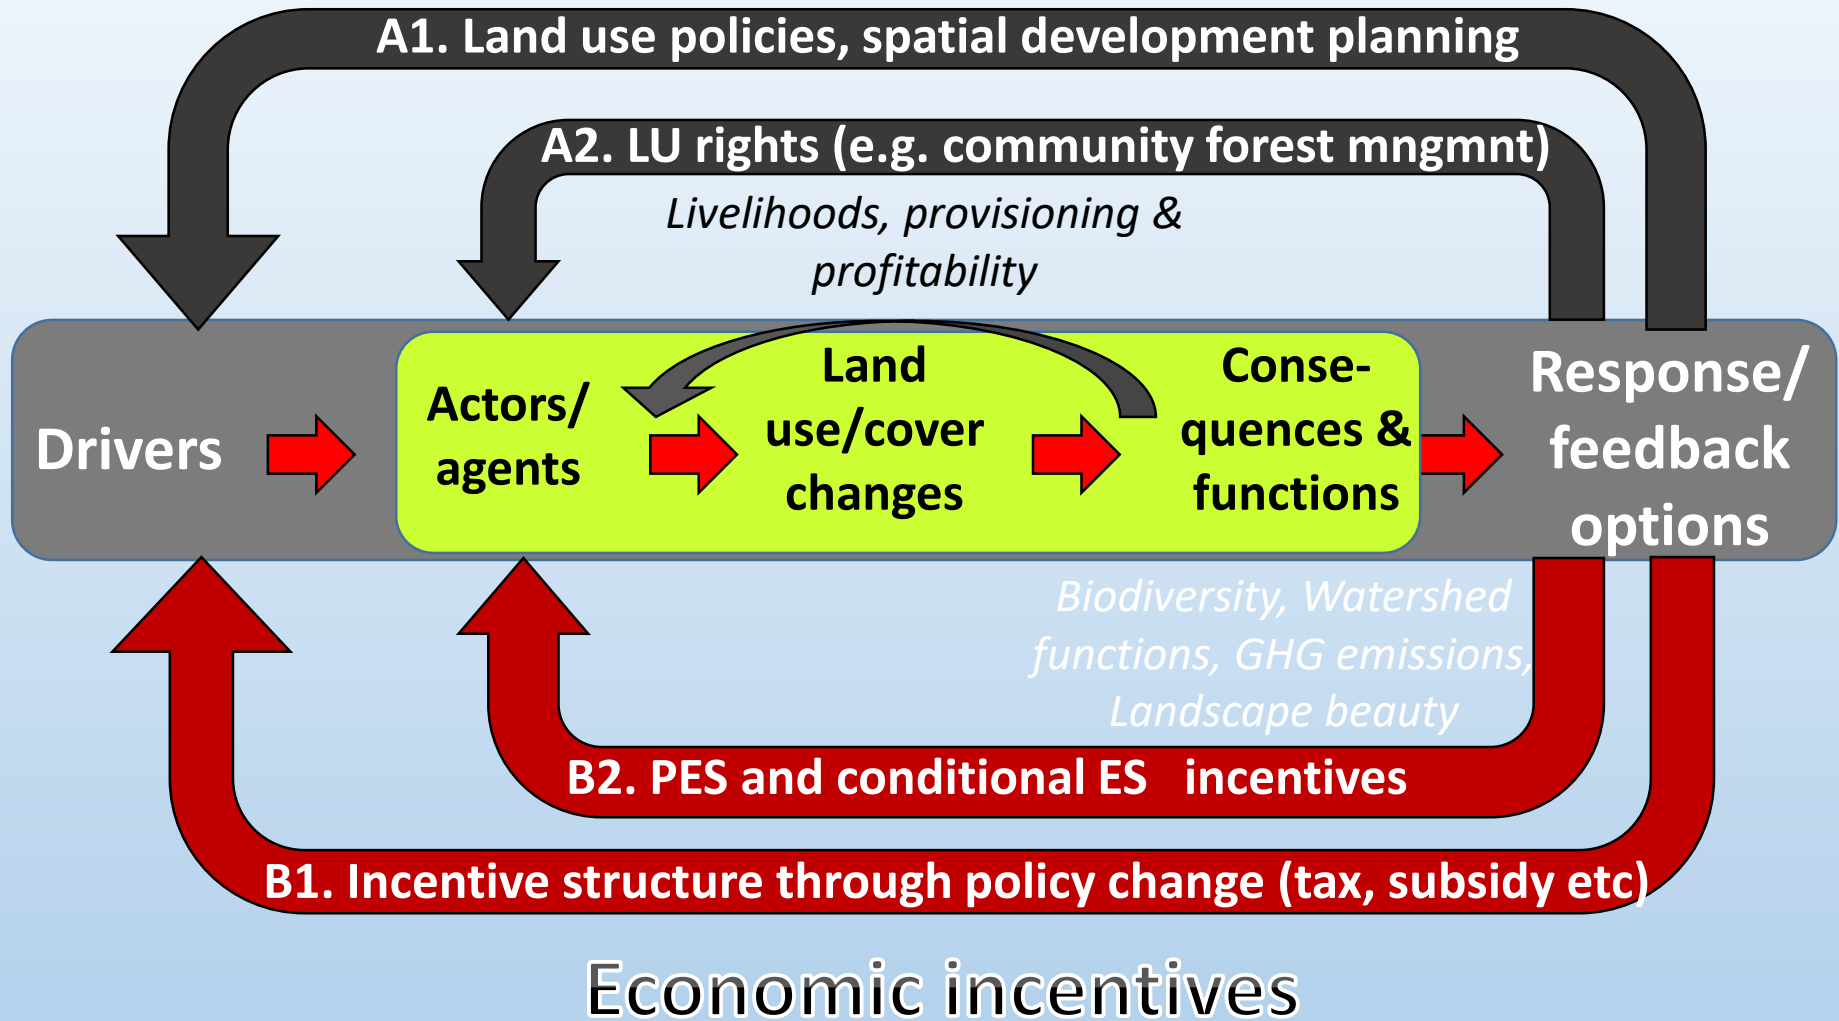 A1. Land use policies, spatial development planning
A2. LU rights (e.g. community forest mngmnt)
Livelihoods, provisioning &
profitability
Drivers
Actors/
agents
Land
use/cover
changes
Conse-
quences &
functions
Response/
feedback
options
Biodiversity, Watershed
functions, GHG emissions,
Landscape beauty
B2. PES and conditional ES   incentives
B1. Incentive structure through policy change (tax, subsidy etc)
Economic incentives